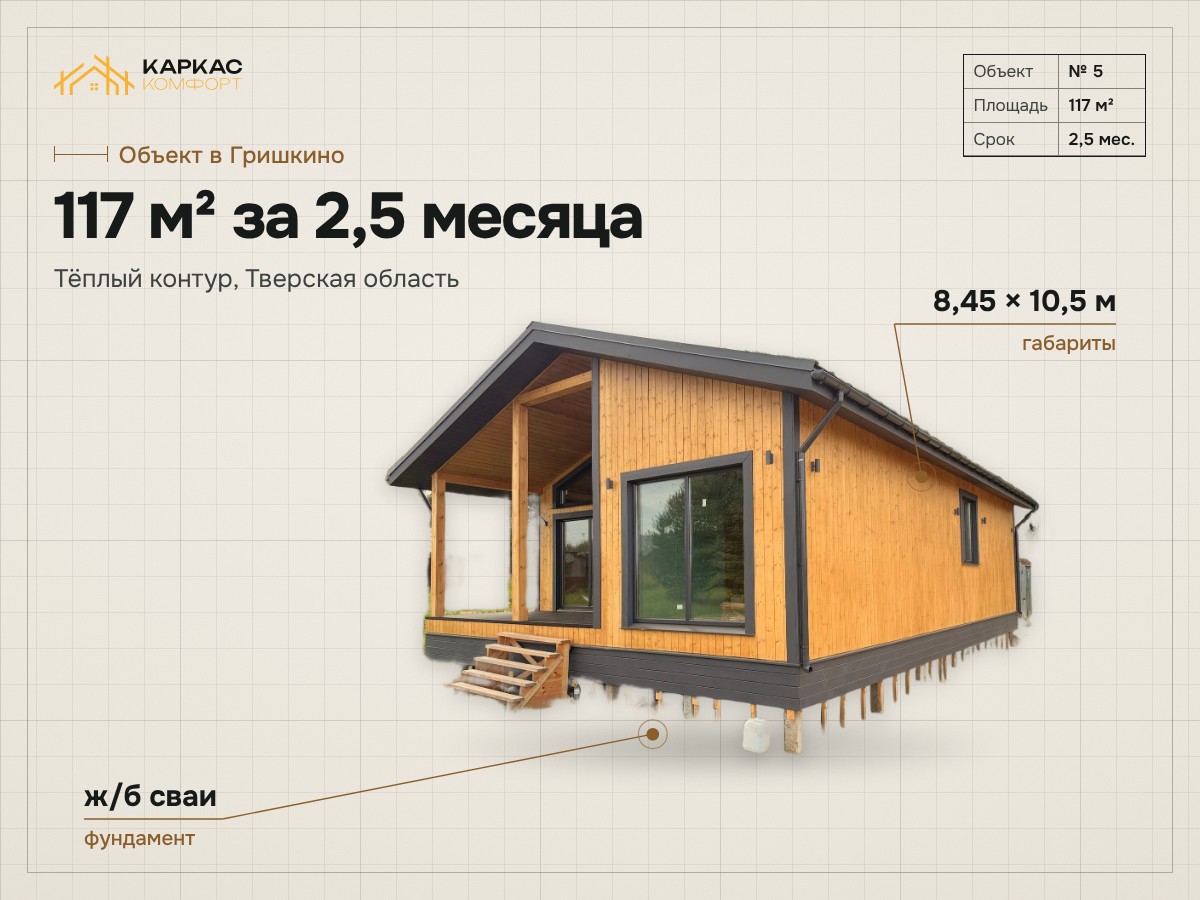 КАРКАС
КОМФОРТ
Объект № 5
Площадь 117 м²
Срок 2,5 мес.
Объект в Гришкино
117 м² за 2,5 месяца
Тёплый контур, Тверская область
8,45 × 10,5 м
габариты
ж/б сваи
фундамент